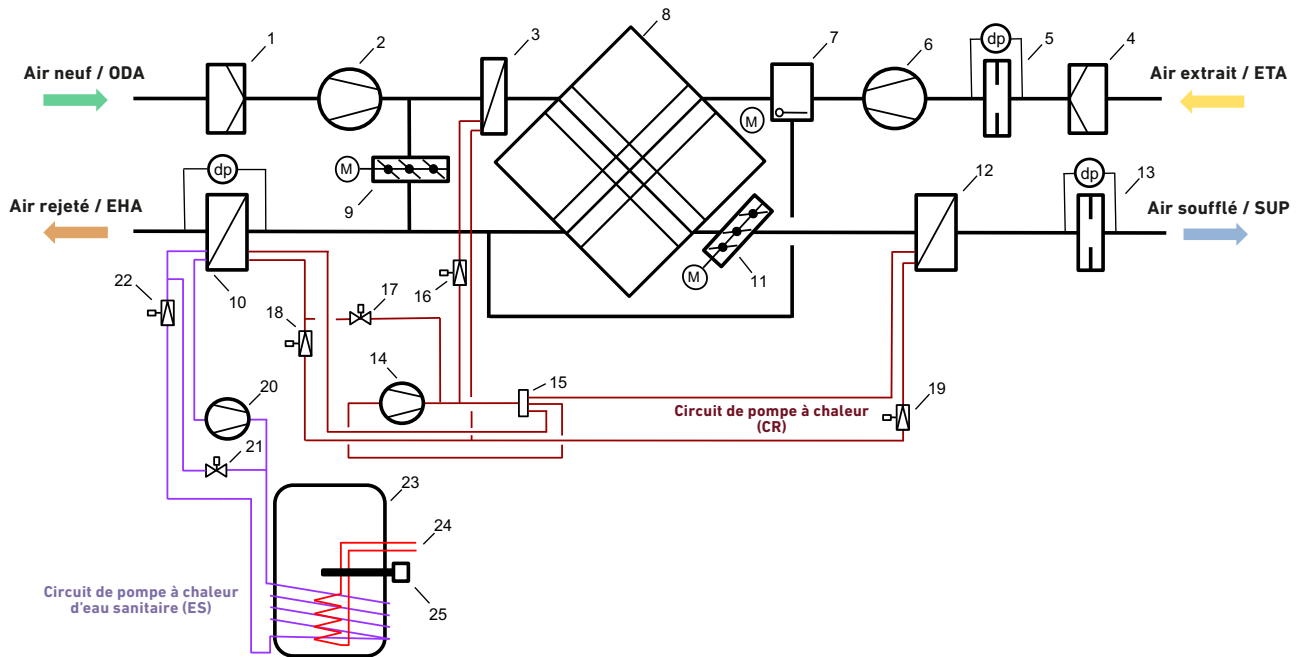 1
2
3
8
7
6
dp
5
4
Air neuf / ODA
Air extrait / ETA
M
dp
M
9
12
dp
13
Air rejeté / EHA
Air soufflé / SUP
M
11
22
10
16
17
18
14
15
19
Circuit de pompe à chaleur
(CR)
20
21
23
24
25
Circuit de pompe à chaleur
d'eau sanitaire (ES)